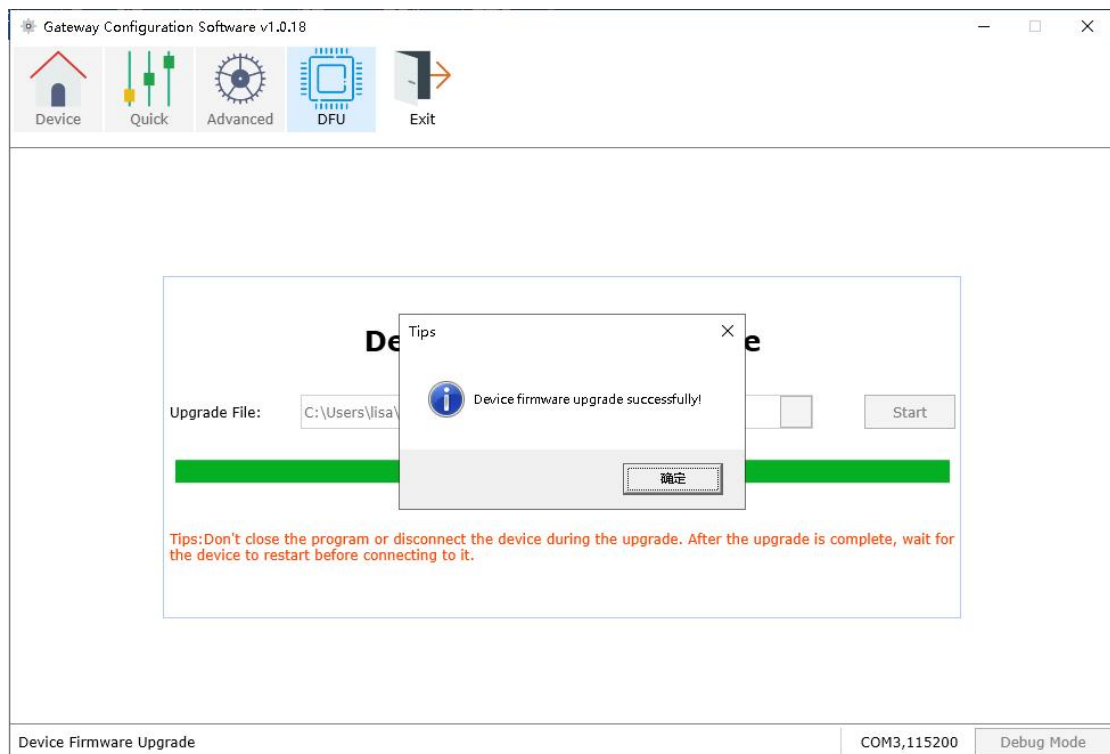 Gateway Configuration Software v1.0.18
Device Quick Advanced DFU Exit
Tips
Device firmware upgrade successfully!
确定
Upgrade File: C:\Users\lisa\ Start
Tips:Don't close the program or disconnect the device during the upgrade. After the upgrade is complete, wait for
the device to restart before connecting to it.
Device Firmware Upgrade COM3,115200 Debug Mode